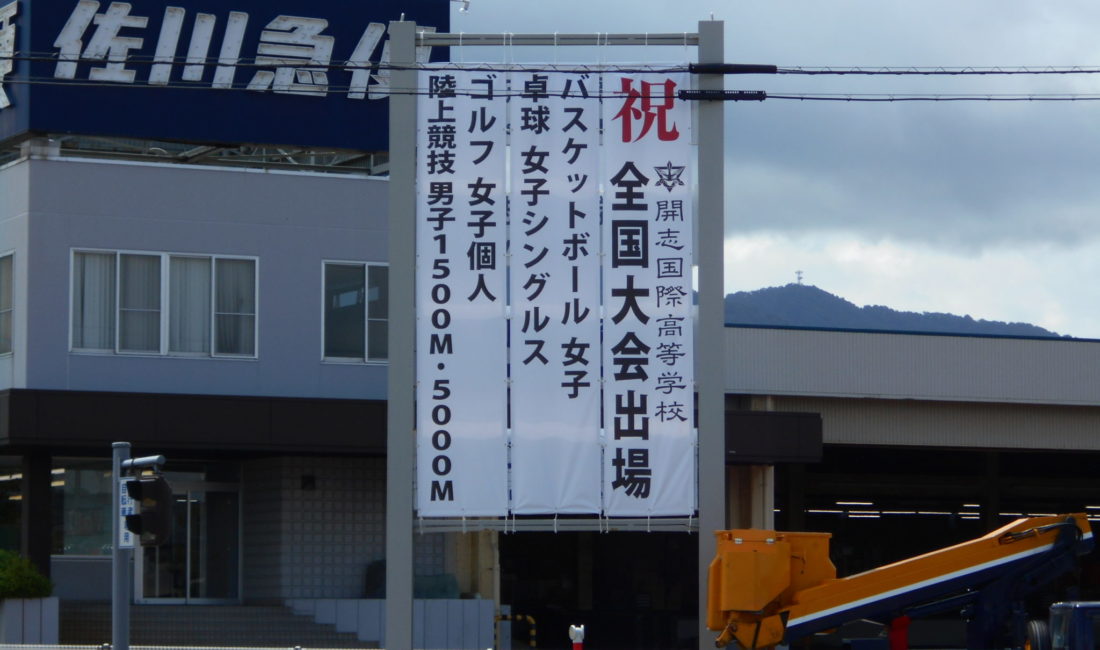 佐川急便
祝
開志国際高等学校
全国大会出場
バスケットボール 女子
卓球 女子シングルス
ゴルフ 女子個人
陸上競技 男子1500M・5000M